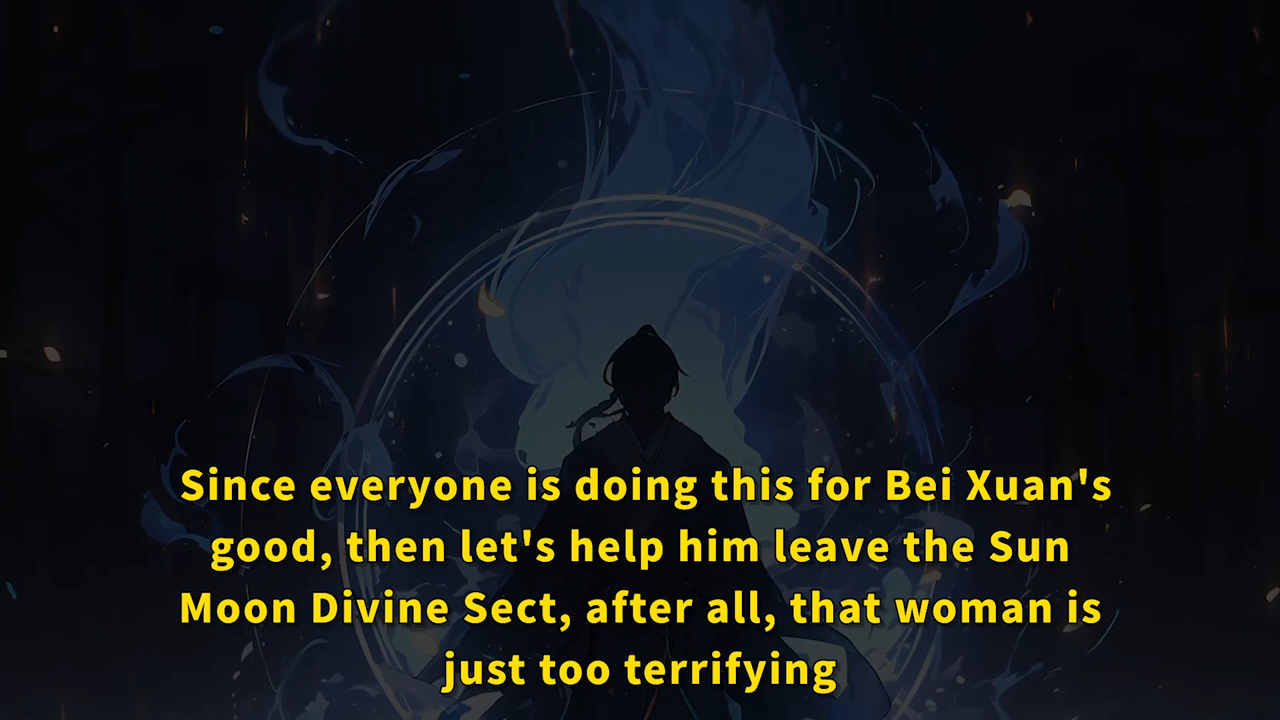 Since everyone is doing this for Bei Xuan's
good, then let's help him leave the Sun
Moon Divine Sect, after all, that woman is
just too terrifying